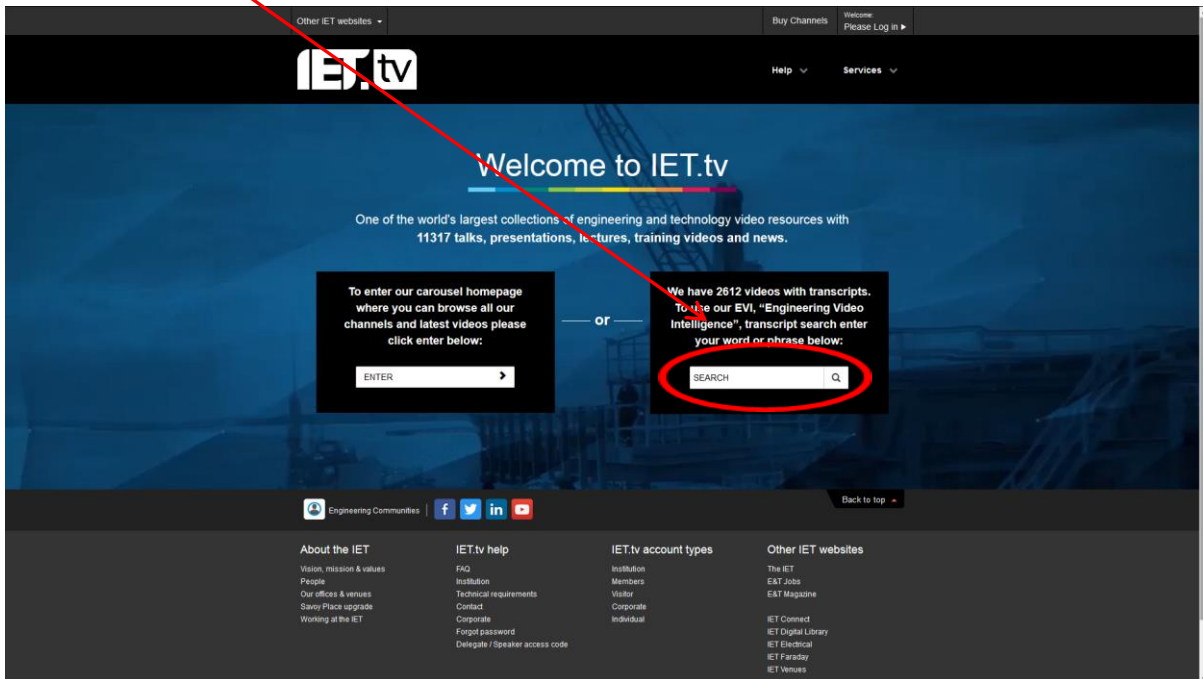 Other IET websites
Buy Channels
Welcome:
Please Log in
IET.tv
Help
Services
Welcome to IET.tv
One of the world's largest collections of engineering and technology video resources with
11317 talks, presentations, lectures, training videos and news.
To enter our carousel homepage
where you can browse all our
channels and latest videos please
click enter below:
ENTER
or
We have 2612 videos with transcripts.
To use our EVI, “Engineering Video
Intelligence”, transcript search enter
your word or phrase below:
SEARCH
Engineering Communities
Back to top
About the IET
Vision, mission & values
People
Our offices & venues
Savoy Place upgrade
Working at the IET
IET.tv help
FAQ
Institution
Technical requirements
Contact
Corporate
Forgot password
Delegate / Speaker access code
IET.tv account types
Institution
Members
Visitor
Corporate
Individual
Other IET websites
The IET
E&T Jobs
E&T Magazine
IET Connect
IET Digital Library
IET Electrical
IET Faraday
IET Venues